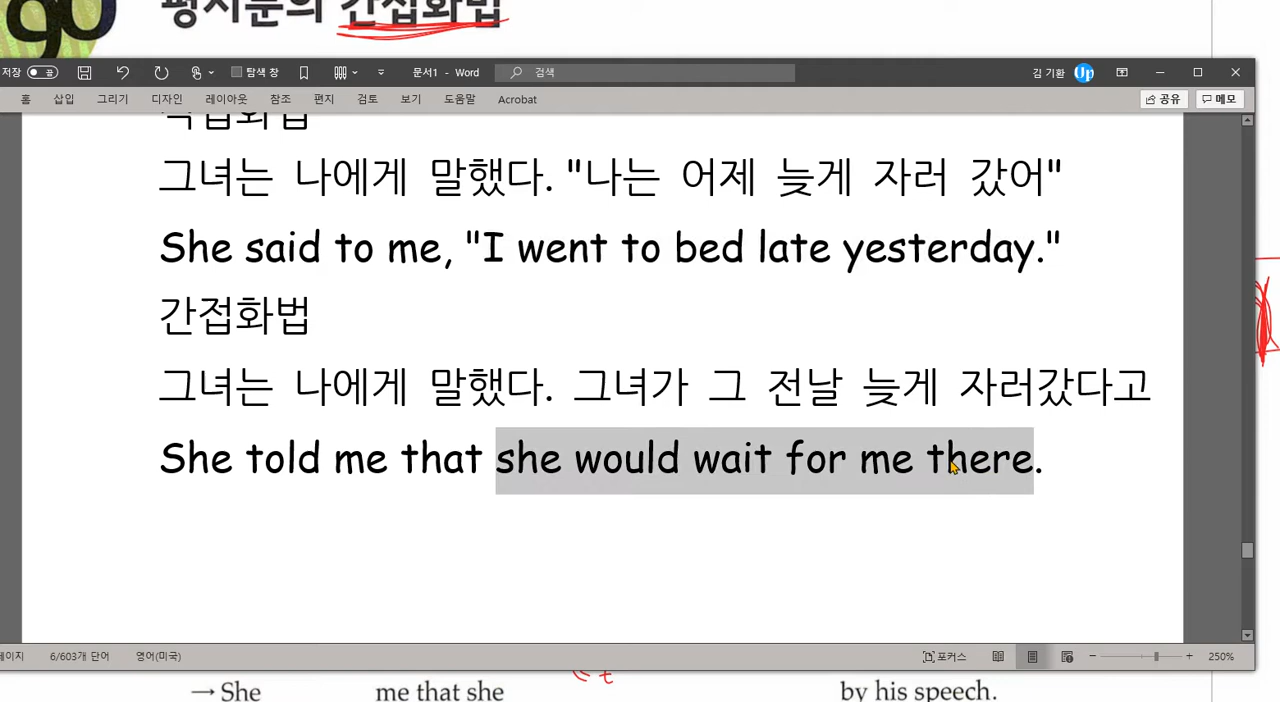 90 평서문의 간접화법
저장 끔 탐색 창 문서1 - Word 검색 김 기환 Up
홈 삽입 그리기 디자인 레이아웃 참조 편지 검토 보기 도움말 Acrobat 공유 메모
직접화법
그녀는 나에게 말했다. "나는 어제 늦게 자러 갔어"
She said to me, "I went to bed late yesterday."
간접화법
그녀는 나에게 말했다. 그녀가 그 전날 늦게 자러갔다고
She told me that she would wait for me there.
6/603개 단어 영어(미국) 포커스 250%
→ She me that she by his speech.